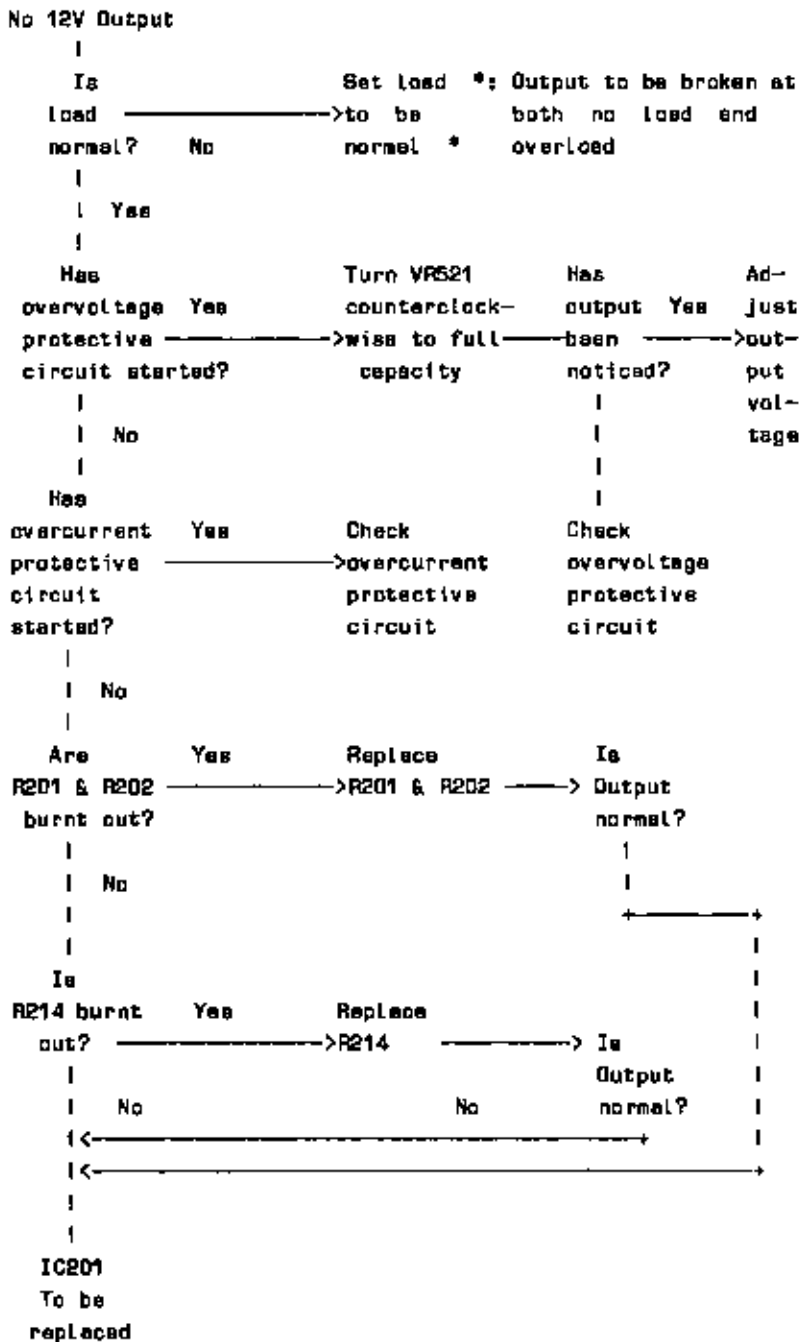 No 12V Output
Is Set load *: Output to be broken at
load to be both no load and
normal? No normal * overload
Yes
Has Turn VR521 Has Ad-
overvoltage Yes counterclock- output Yes just
protective wise to full been out-
circuit started? capacity noticed? put
vol-
No tage
Has
overcurrent Yes Check Check
protective overcurrent overvoltage
circuit protective protective
started? circuit circuit
No
Are Yes Replace Is
R201 & R202 R201 & R202 Output
burnt out? normal?
No
Is
R214 burnt Yes Replace
out? R214 Is
Output
No No normal?
IC201
To be
replaced